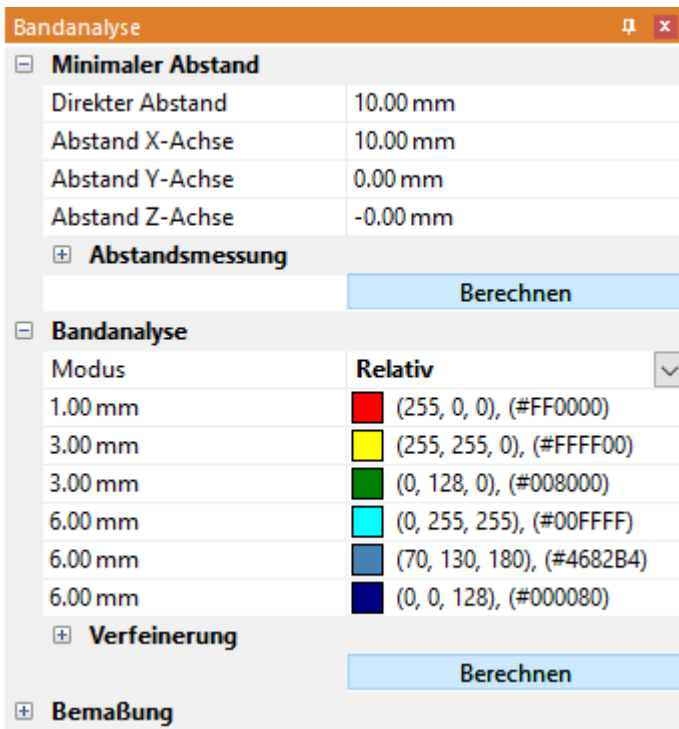 Bandanalyse
Minimaler Abstand
Direkter Abstand 10.00 mm
Abstand X-Achse 10.00 mm
Abstand Y-Achse 0.00 mm
Abstand Z-Achse -0.00 mm
Abstandsmessung
Berechnen
Bandanalyse
Modus Relativ
1.00 mm (255, 0, 0), (#FF0000)
3.00 mm (255, 255, 0), (#FFFF00)
3.00 mm (0, 128, 0), (#008000)
6.00 mm (0, 255, 255), (#00FFFF)
6.00 mm (70, 130, 180), (#4682B4)
6.00 mm (0, 0, 128), (#000080)
Verfeinerung
Berechnen
Bemaßung